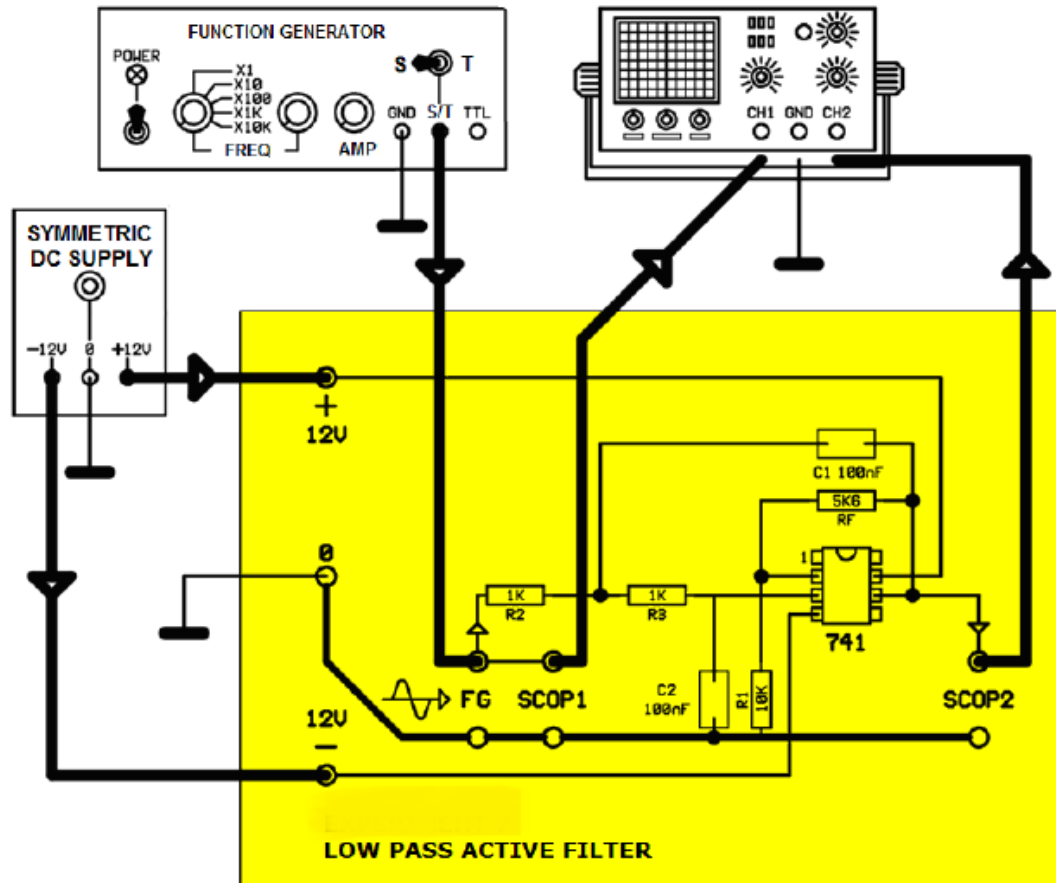 FUNCTION GENERATOR
POWER
S T
X1
X10
X100
X1K
X10K
FREQ
AMP
GND S/T TTL
CH1 GND CH2
SYMMETRIC
DC SUPPLY
-12V 0 +12V
+
12V
C1 100nF
5K6
RF
0
1
1K
R2
1K
R3
741
C2
100nF
R1
10K
FG SCOP1
SCOP2
12V
-
LOW PASS ACTIVE FILTER